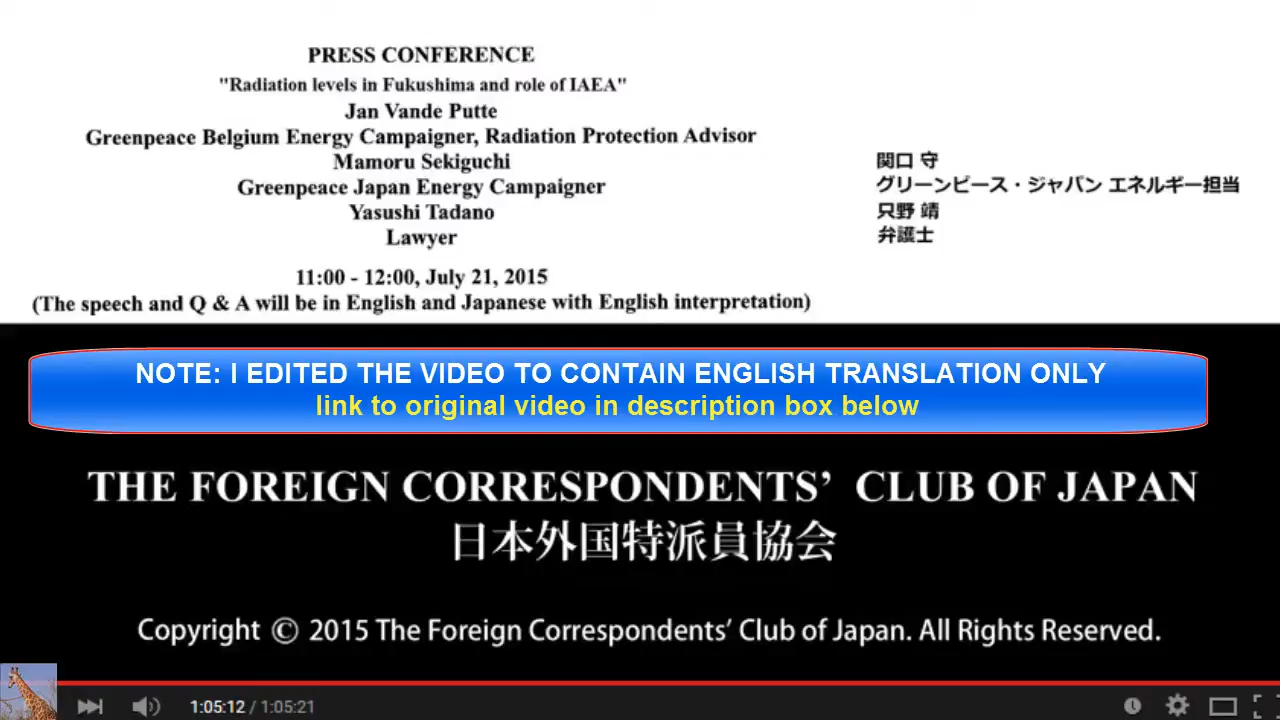 PRESS CONFERENCE
"Radiation levels in Fukushima and role of IAEA"
Jan Vande Putte
Greenpeace Belgium Energy Campaigner, Radiation Protection Advisor
Mamoru Sekiguchi
Greenpeace Japan Energy Campaigner
Yasushi Tadano
Lawyer
11:00 - 12:00, July 21, 2015
(The speech and Q & A will be in English and Japanese with English interpretation)
関口 守
グリーンピース・ジャパン エネルギー担当
只野 靖
弁護士
NOTE: I EDITED THE VIDEO TO CONTAIN ENGLISH TRANSLATION ONLY
link to original video in description box below
THE FOREIGN CORRESPONDENTS' CLUB OF JAPAN
日本外国特派員協会
Copyright © 2015 The Foreign Correspondents' Club of Japan. All Rights Reserved.
1:05:12 / 1:05:21